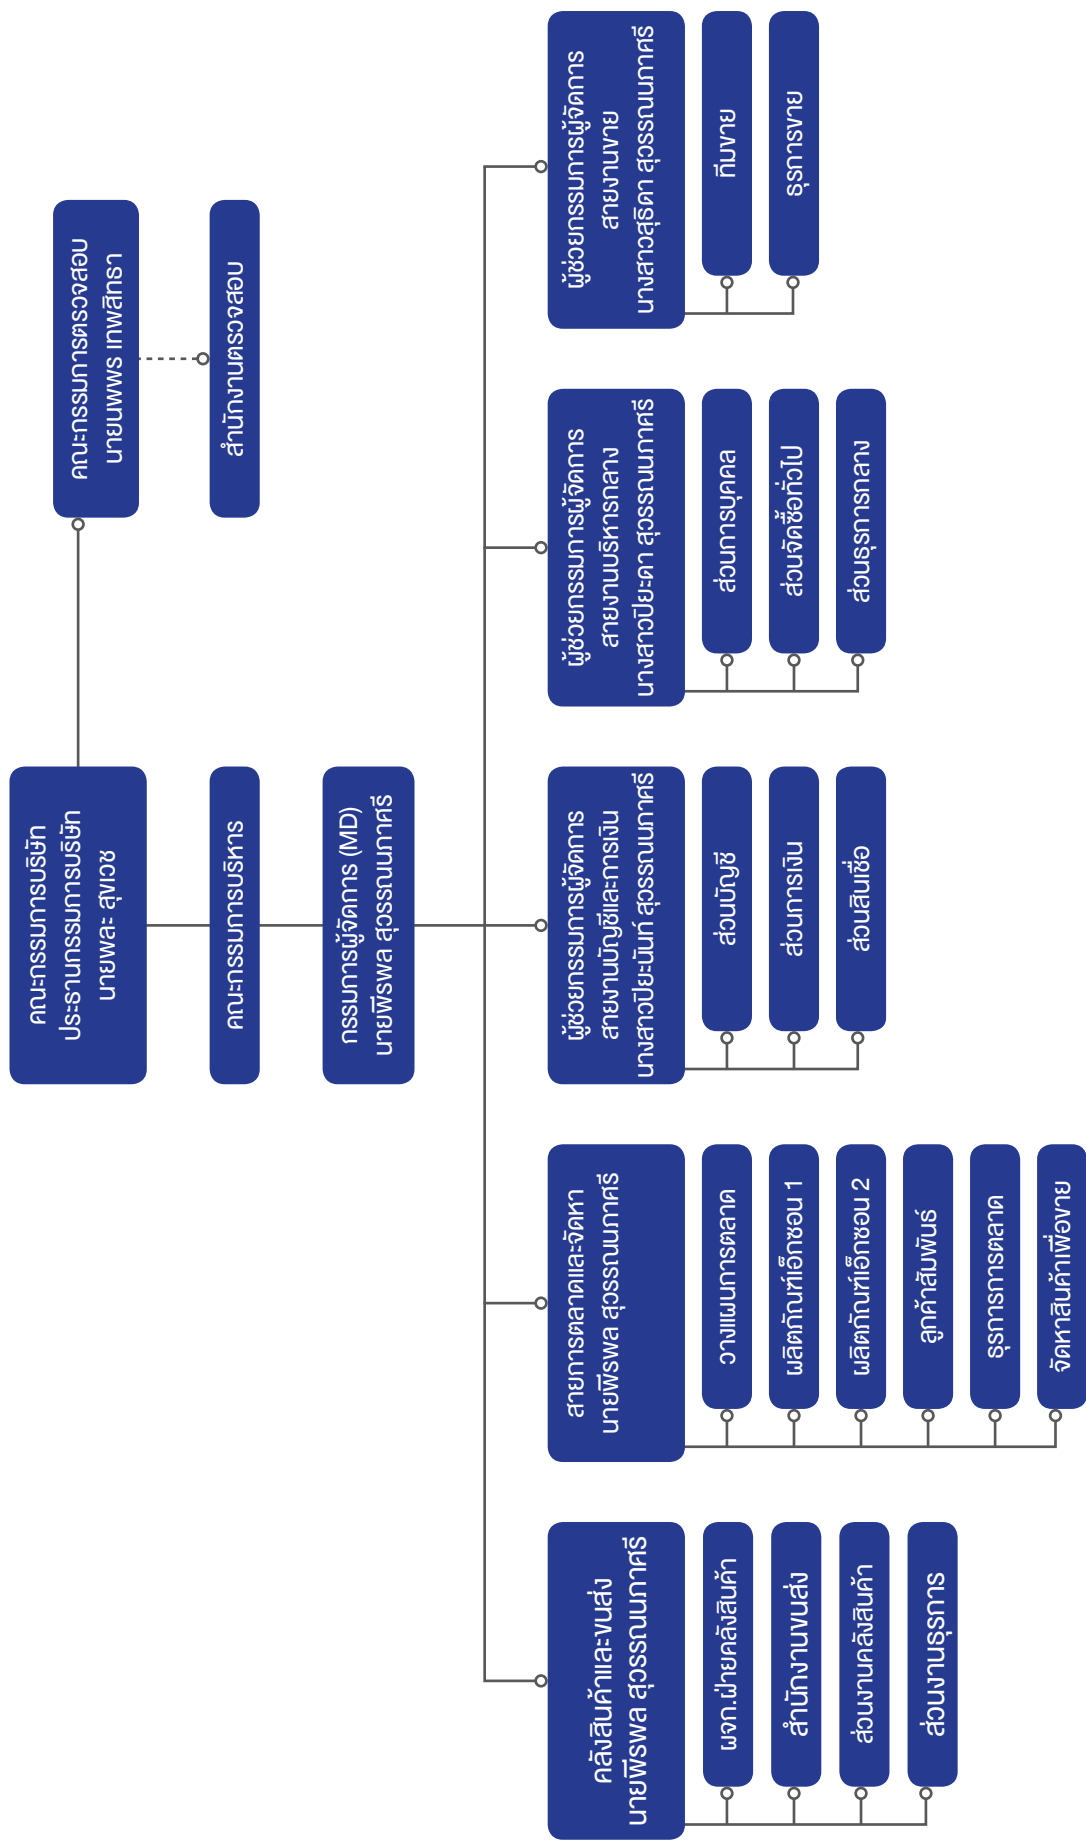 คณะกรรมการบริษัท
ประธานกรรมการบริษัท
นายพละ สุขเวช
คณะกรรมการตรวจสอบ
นายนพพร เทพสิทธา
สำนักงานตรวจสอบ
คณะกรรมการบริหาร
กรรมการผู้จัดการ (MD)
นายพีรพล สุวรรณนภาศรี
คลังสินค้าและขนส่ง
นายพีรพล สุวรรณนภาศรี
ผจก.ฝ่ายคลังสินค้า
สำนักงานขนส่ง
ส่วนงานคลังสินค้า
ส่วนงานธุรการ
สายการตลาดและจัดหา
นายพีรพล สุวรรณนภาศรี
วางแผนการตลาด
ผลิตภัณฑ์เอ็กซอน 1
ผลิตภัณฑ์เอ็กซอน 2
ลูกค้าสัมพันธ์
ธุรการการตลาด
จัดหาสินค้าเพื่อขาย
ผู้ช่วยกรรมการผู้จัดการ
สายงานบัญชีและการเงิน
นางสาวปิยะนันท์ สุวรรณนภาศรี
ส่วนบัญชี
ส่วนการเงิน
ส่วนสินเชื่อ
ผู้ช่วยกรรมการผู้จัดการ
สายงานบริหารกลาง
นางสาวปิยะดา สุวรรณนภาศรี
ส่วนการบุคคล
ส่วนจัดซื้อทั่วไป
ส่วนธุรการกลาง
ผู้ช่วยกรรมการผู้จัดการ
สายงานขาย
นางสาวสุธิดา สุวรรณนภาศรี
ทีมขาย
ธุรการขาย